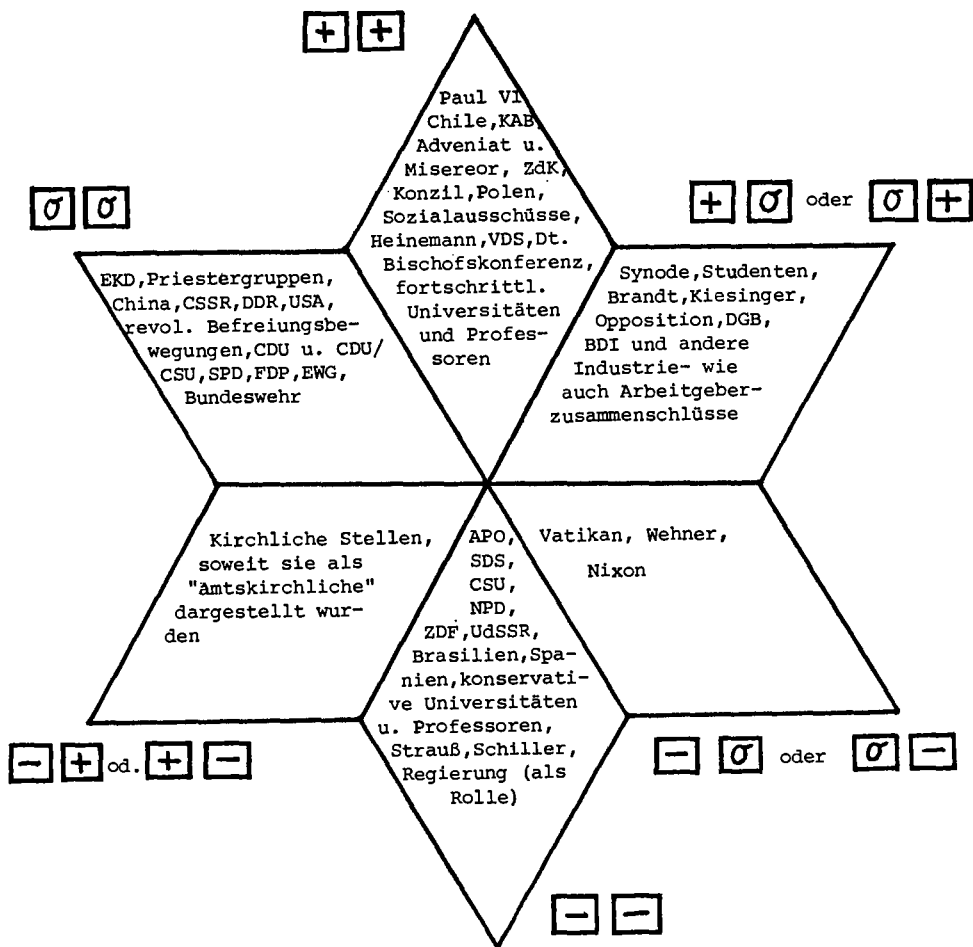 + +
Paul VI
Chile,KAB,
Adveniat u.
Misereor, ZdK,
Konzil,Polen,
Sozialausschüsse,
Heinemann,VDS,Dt.
Bischofskonferenz,
fortschrittl.
Universitäten
und Profes-
soren
+ σ oder σ +
Synode,Studenten,
Brandt,Kiesinger,
Opposition,DGB,
BDI und andere
Industrie- wie
auch Arbeitgeber-
zusammenschlüsse
σ σ
EKD,Priestergruppen,
China,CSSR,DDR,USA,
revol. Befreiungsbe-
wegungen,CDU u. CDU/
CSU,SPD,FDP,EWG,
Bundeswehr
Kirchliche Stellen,
soweit sie als
"Amtskirchliche"
dargestellt wur-
den
− + od. + −
APO,
SDS,
CSU,
NPD,
ZDF,UdSSR,
Brasilien,Spa-
nien,konservati-
ve Universitäten
u. Professoren,
Strauß,Schiller,
Regierung (als
Rolle)
− −
Vatikan, Wehner,
Nixon
− σ oder σ −